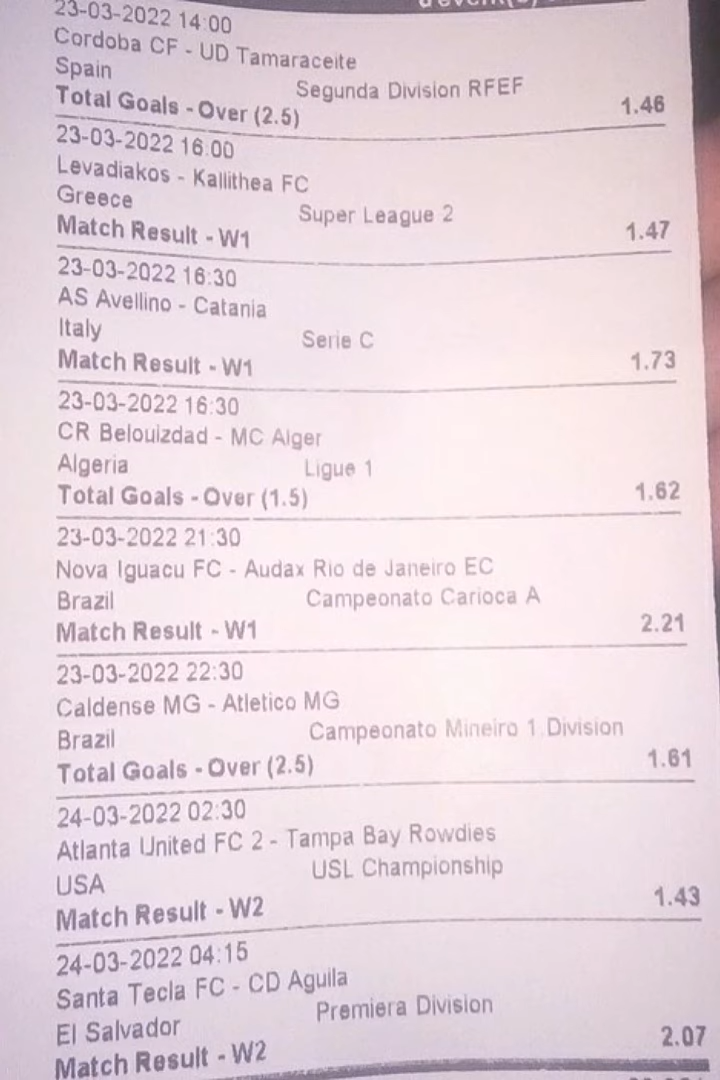 23-03-2022 14:00
Cordoba CF - UD Tamaraceite
Spain Segunda Division RFEF
Total Goals - Over (2.5) 1.46
23-03-2022 16:00
Levadiakos - Kallithea FC
Greece Super League 2
Match Result - W1 1.47
23-03-2022 16:30
AS Avellino - Catania
Italy Serie C
Match Result - W1 1.73
23-03-2022 16:30
CR Belouizdad - MC Alger
Algeria Ligue 1
Total Goals - Over (1.5) 1.62
23-03-2022 21:30
Nova Iguacu FC - Audax Rio de Janeiro EC
Brazil Campeonato Carioca A
Match Result - W1 2.21
23-03-2022 22:30
Caldense MG - Atletico MG
Brazil Campeonato Mineiro 1 Division
Total Goals - Over (2.5) 1.61
24-03-2022 02:30
Atlanta United FC 2 - Tampa Bay Rowdies
USA USL Championship
Match Result - W2 1.43
24-03-2022 04:15
Santa Tecla FC - CD Aguila
El Salvador Premiera Division
Match Result - W2 2.07